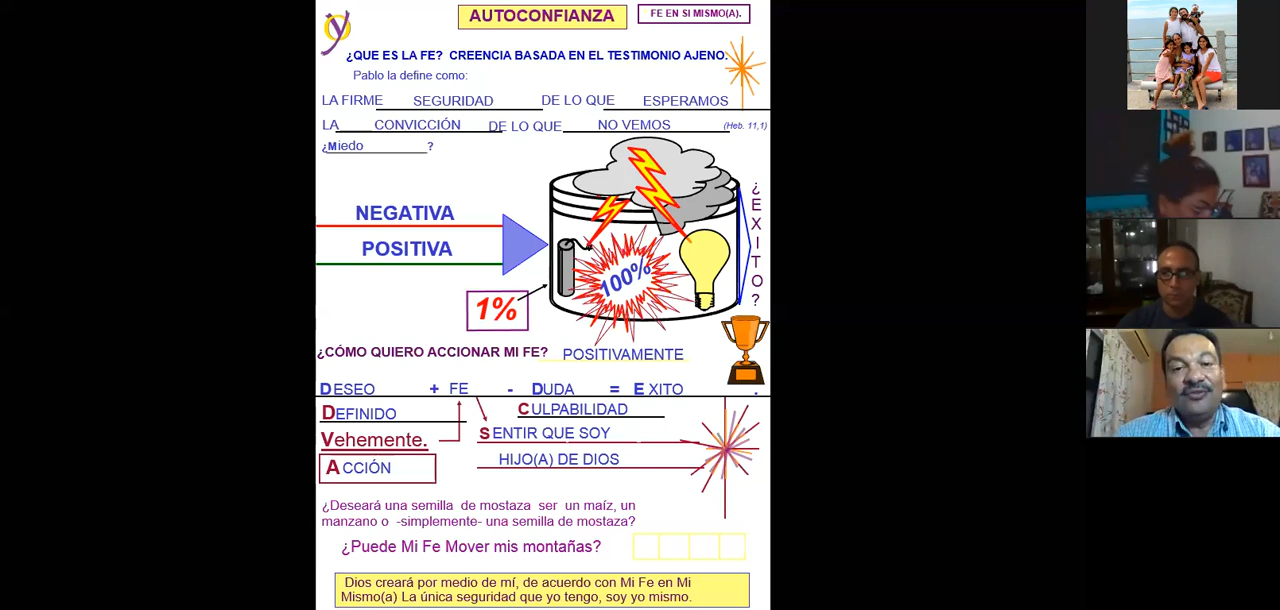 y
AUTOCONFIANZA
FE EN SI MISMO(A).
¿QUE ES LA FE? CREENCIA BASADA EN EL TESTIMONIO AJENO.
Pablo la define como:
LA FIRME SEGURIDAD DE LO QUE ESPERAMOS
LA CONVICCIÓN DE LO QUE NO VEMOS (Heb. 11,1)
¿Miedo ?
NEGATIVA
POSITIVA
100%
¿EXITO?
1%
¿CÓMO QUIERO ACCIONAR MI FE? POSITIVAMENTE
DESEO + FE - DUDA = EXITO .
DEFINIDO
CULPABILIDAD
Vehemente.
SENTIR QUE SOY
ACCIÓN
HIJO(A) DE DIOS
¿Deseará una semilla de mostaza ser un maíz, un
manzano o -simplemente- una semilla de mostaza?
¿Puede Mi Fe Mover mis montañas?
Dios creará por medio de mí, de acuerdo con Mi Fe en Mi
Mismo(a) La única seguridad que yo tengo, soy yo mismo.